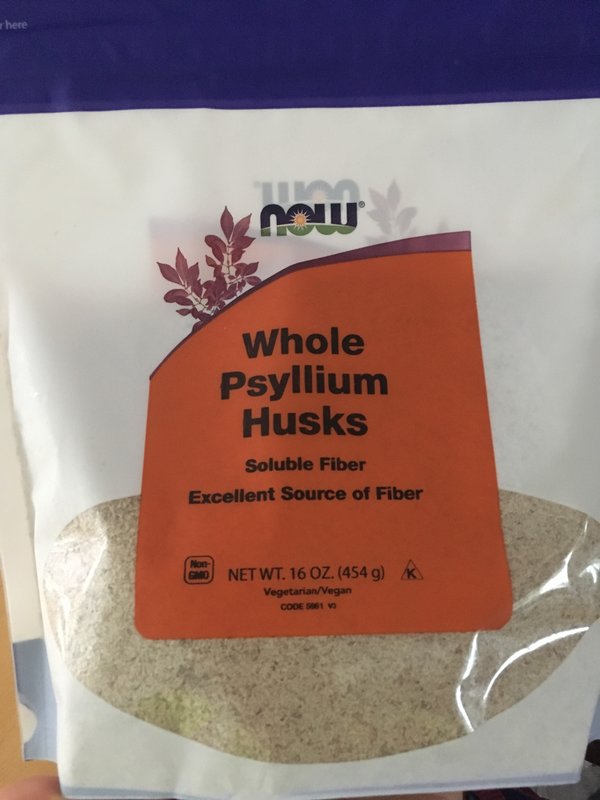 r here
now®
Whole
Psyllium
Husks
Soluble Fiber
Excellent Source of Fiber
Non-
GMO
NET WT. 16 OZ. (454 g)
K
Vegetarian/Vegan
CODE 5961 V3